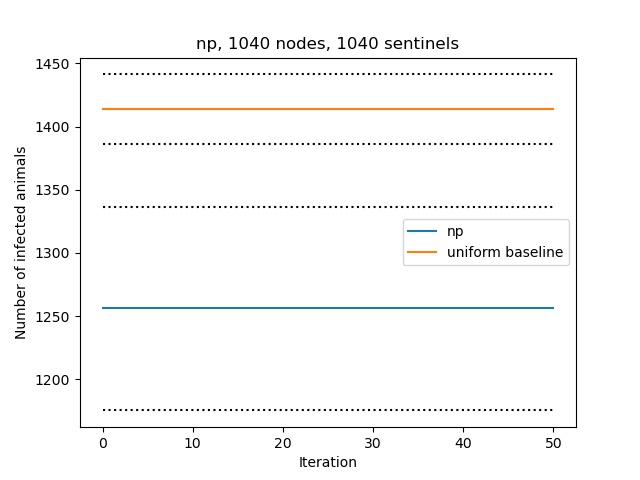 np, 1040 nodes, 1040 sentinels
Number of infected animals
1450
1400
1350
1300
1250
1200
np
uniform baseline
0 10 20 30 40 50
Iteration